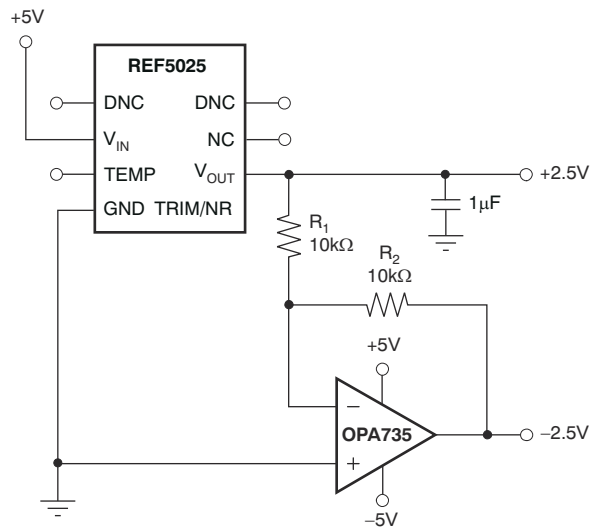 +5V
REF5025
DNC DNC
V_IN NC
TEMP V_OUT
+2.5V
GND TRIM/NR
1μF
R_1
10kΩ
R_2
10kΩ
+5V
−
OPA735
−2.5V
+
−5V